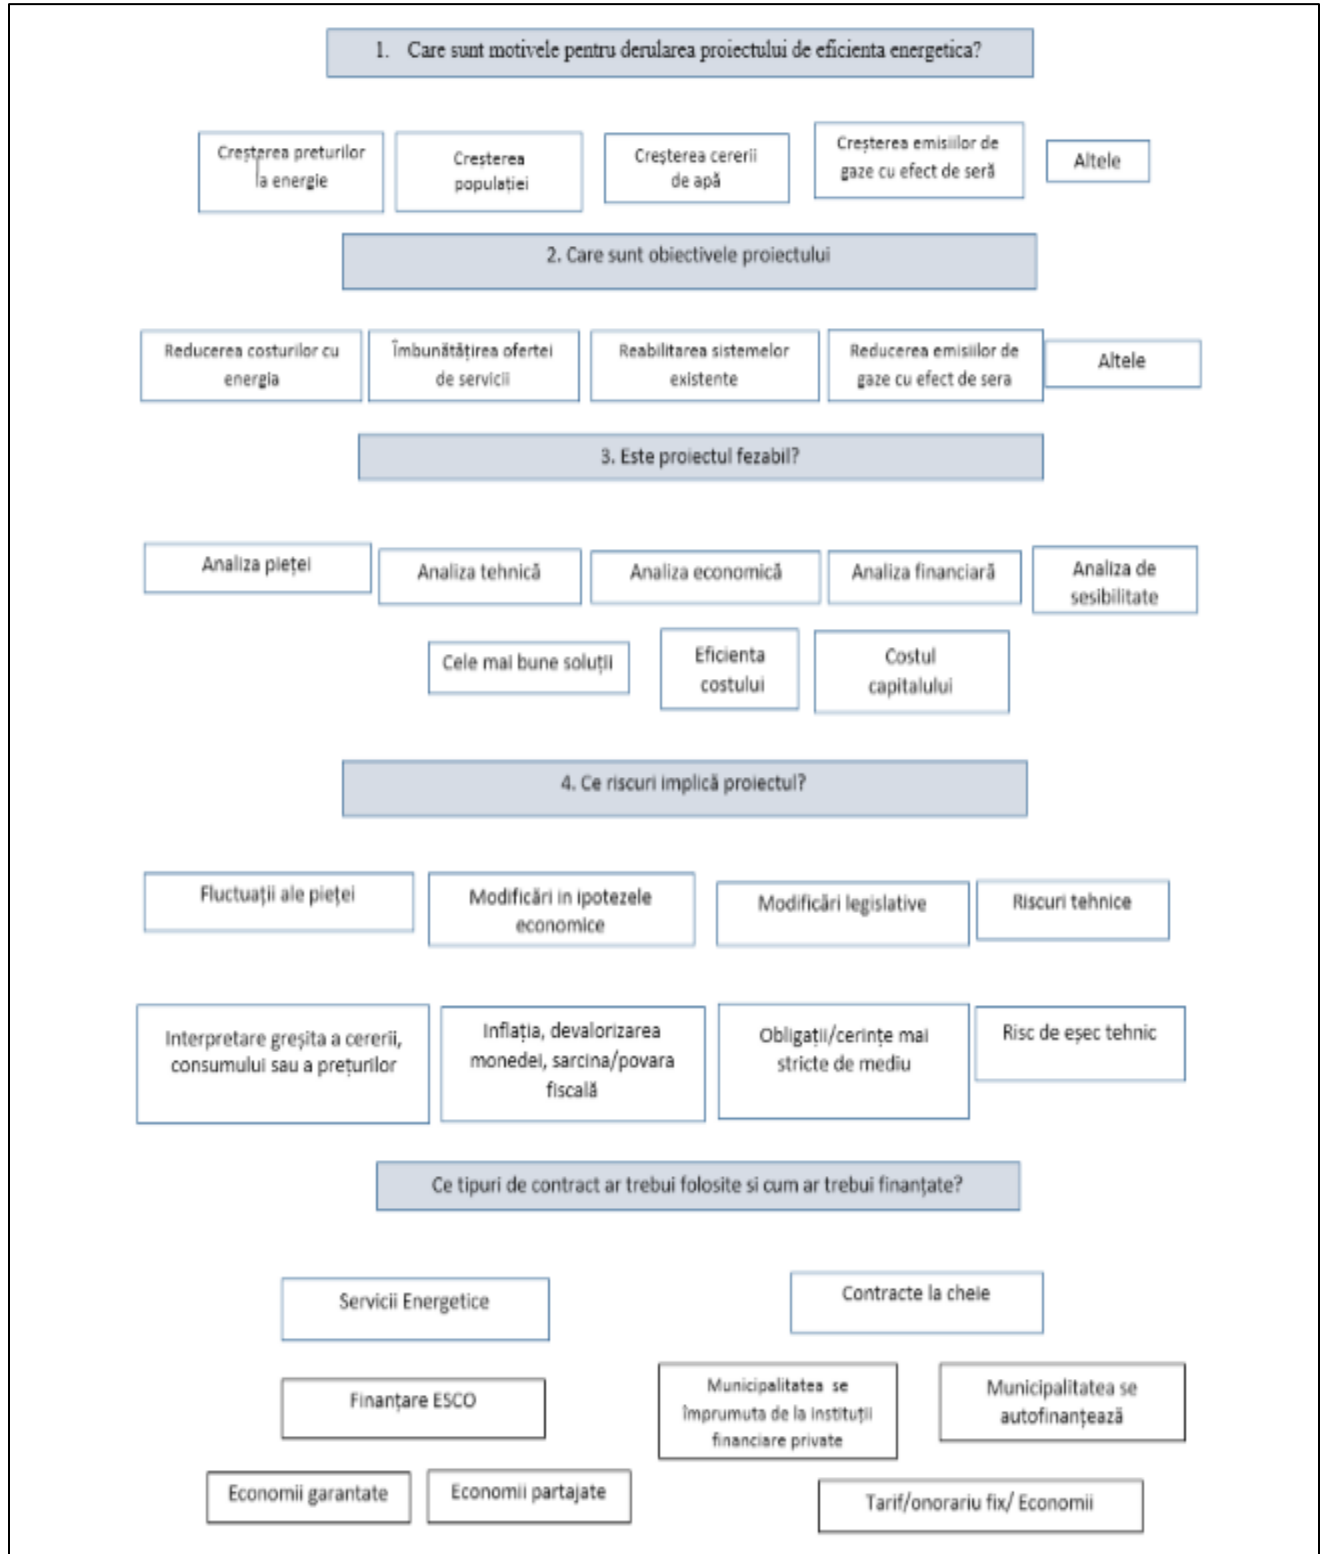 1. Care sunt motivele pentru derularea proiectului de eficienta energetica?
Creșterea preturilor
la energie
Creșterea
populației
Creșterea cererii
de apă
Creșterea emisiilor de
gaze cu efect de seră
Altele
2. Care sunt obiectivele proiectului
Reducerea costurilor cu
energia
Îmbunătățirea ofertei
de servicii
Reabilitarea sistemelor
existente
Reducerea emisiilor de
gaze cu efect de sera
Altele
3. Este proiectul fezabil?
Analiza pieței
Analiza tehnică
Analiza economică
Analiza financiară
Analiza de
sesibilitate
Cele mai bune soluții
Eficienta
costului
Costul
capitalului
4. Ce riscuri implică proiectul?
Fluctuații ale pieței
Modificări in ipotezele
economice
Modificări legislative
Riscuri tehnice
Interpretare greșita a cererii,
consumului sau a prețurilor
Inflația, devalorizarea
monedei, sarcina/povara
fiscală
Obligații/cerințe mai
stricte de mediu
Risc de eșec tehnic
Ce tipuri de contract ar trebui folosite si cum ar trebui finanțate?
Servicii Energetice
Contracte la cheie
Finanțare ESCO
Municipalitatea se
împrumuta de la instituții
financiare private
Municipalitatea se
autofinanțează
Economii garantate
Economii partajate
Tarif/onorariu fix/ Economii